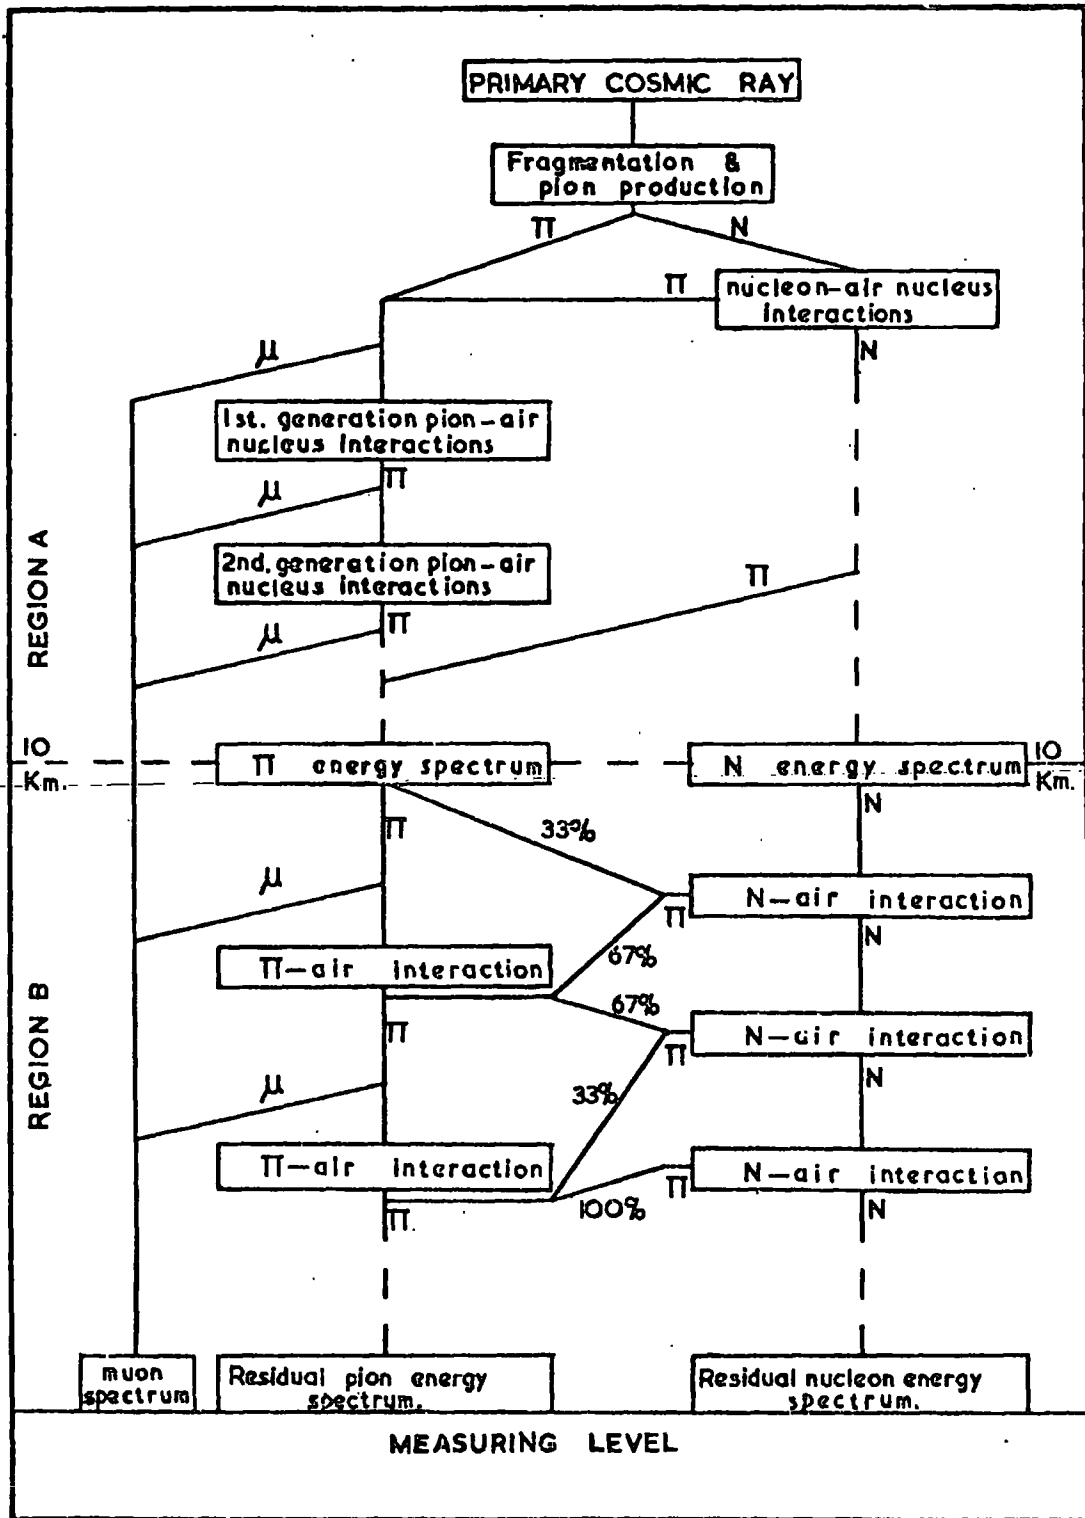 PRIMARY COSMIC RAY
Fragmentation &
pion production
π
N
π
nucleon-air nucleus
interactions
N
μ
1st. generation pion-air
nucleus interactions
π
μ
2nd. generation pion-air
nucleus interactions
π
π
μ
REGION A
10
Km.
π energy spectrum
N energy spectrum
10
Km.
π
33%
N
μ
π
N-air interaction
N
67%
π-air interaction
67%
π
π
N-air interaction
N
μ
33%
REGION B
π-air interaction
π
N-air interaction
π
100%
N
muon
spectrum
Residual pion energy
spectrum.
Residual nucleon energy
spectrum.
MEASURING LEVEL